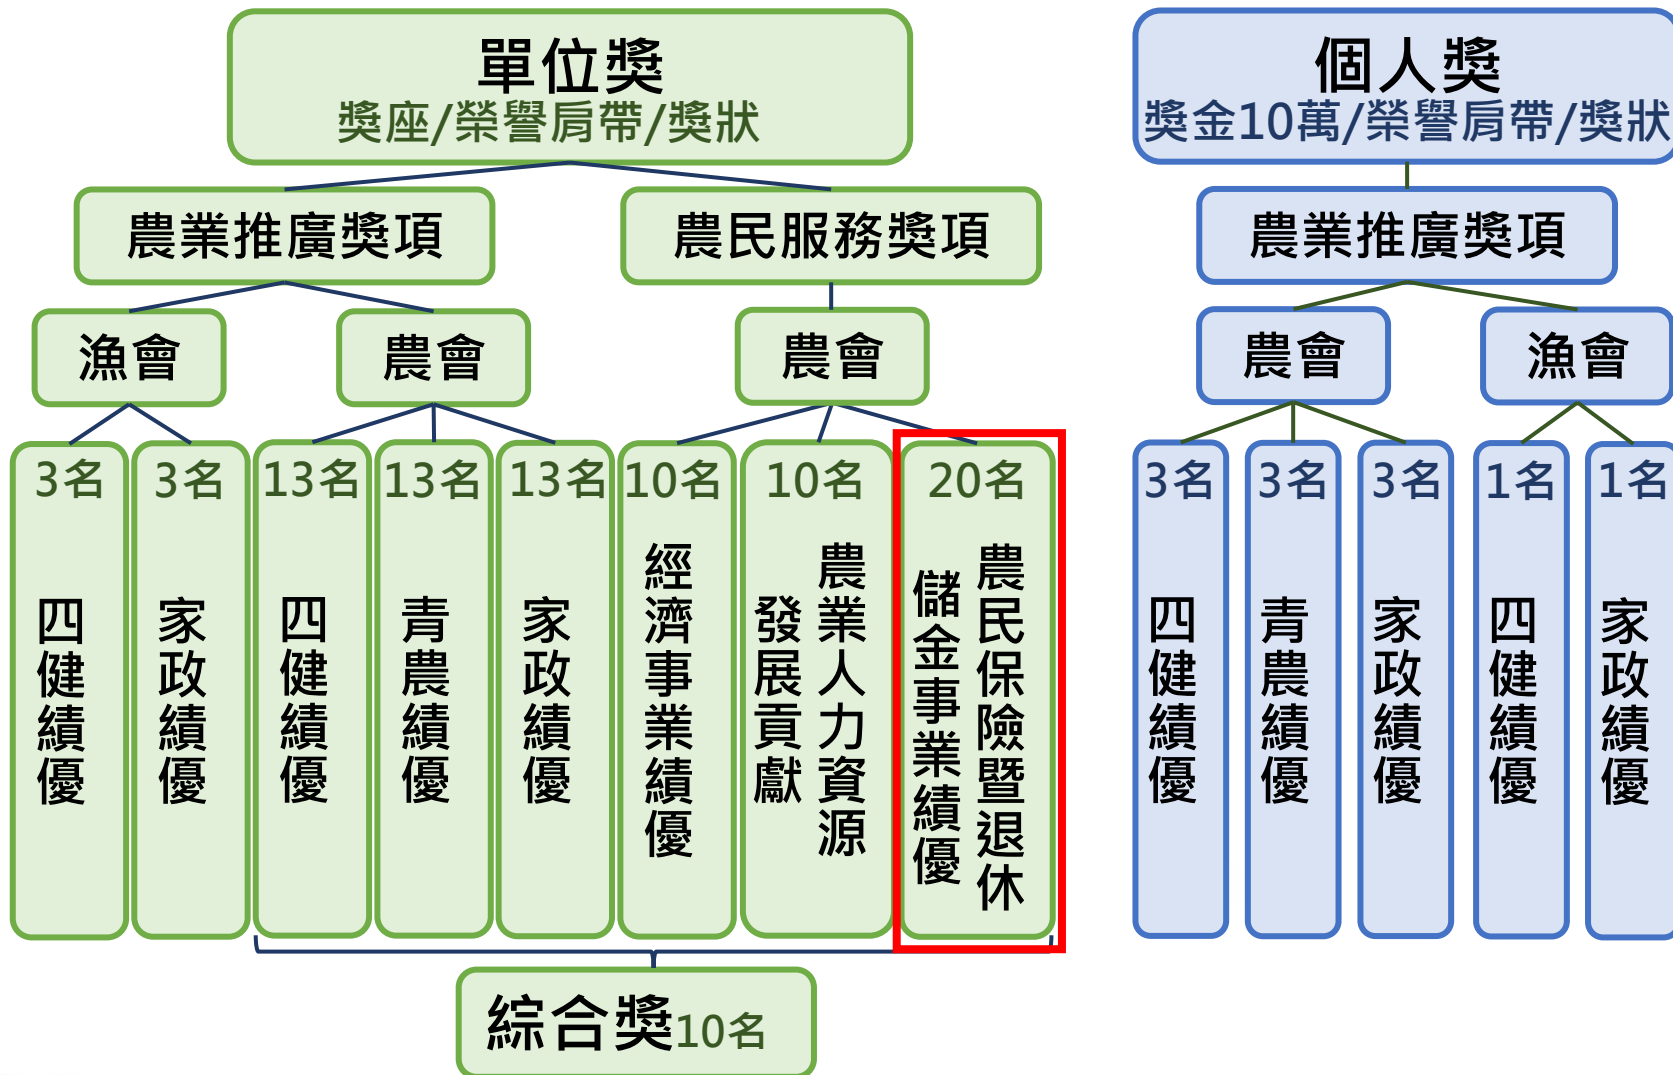 單位獎
獎座/榮譽肩帶/獎狀
農業推廣獎項
農民服務獎項
漁會
農會
農會
3名
四健績優
3名
家政績優
13名
四健績優
13名
青農績優
13名
家政績優
10名
經濟事業績優
10名
農業人力資源
發展貢獻
20名
農民保險暨退休
儲金事業績優
綜合獎10名
個人獎
獎金10萬/榮譽肩帶/獎狀
農業推廣獎項
農會
漁會
3名
四健績優
3名
青農績優
3名
家政績優
1名
四健績優
1名
家政績優